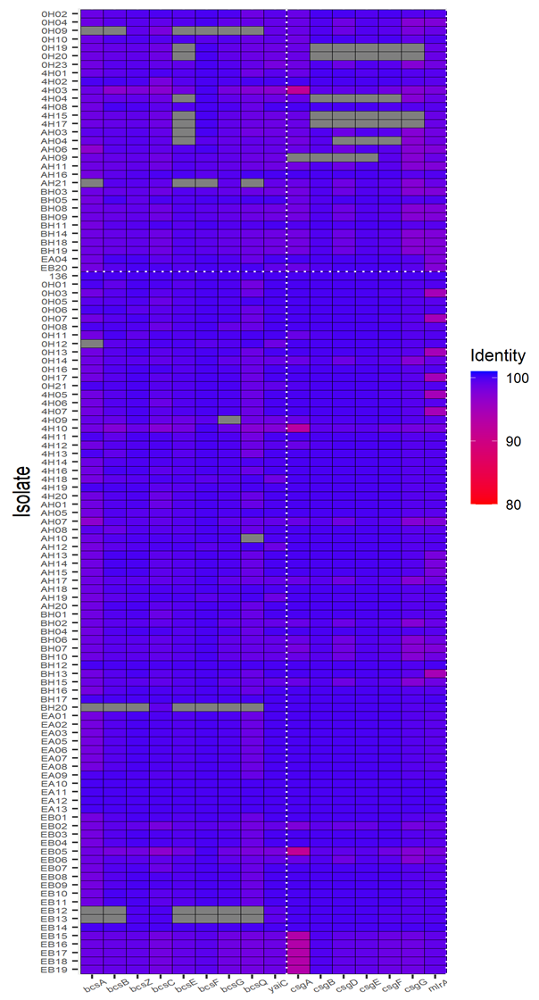 0H02
0H04
0H09
0H10
0H19
0H20
0H23
4H01
4H02
4H03
4H04
4H08
4H15
4H17
AH03
AH04
AH06
AH09
AH11
AH16
AH21
BH03
BH05
BH08
BH09
BH11
BH14
BH18
BH19
EA04
EB20
136
0H01
0H03
0H05
0H06
0H07
0H08
0H11
0H12
0H13
0H14
0H16
0H17
0H21
4H05
4H06
4H07
4H09
4H10
4H11
4H12
4H13
4H14
4H16
4H18
4H19
4H20
AH01
AH05
AH07
AH08
AH10
AH12
AH13
AH14
AH15
AH17
AH18
AH19
AH20
BH01
BH02
BH04
BH06
BH07
BH10
BH12
BH13
BH15
BH16
BH17
BH20
EA01
EA02
EA03
EA05
EA06
EA07
EA08
EA09
EA10
EA11
EA12
EA13
EB01
EB02
EB03
EB04
EB05
EB06
EB07
EB08
EB09
EB10
EB11
EB12
EB13
EB14
EB15
EB16
EB17
EB18
EB19
Isolate
bcsA bcsB bcsZ bcsC bcsE bcsF bcsG bcsQ yaiC csgA csgB csgD csgE csgF csgG
Identity
100
90
80